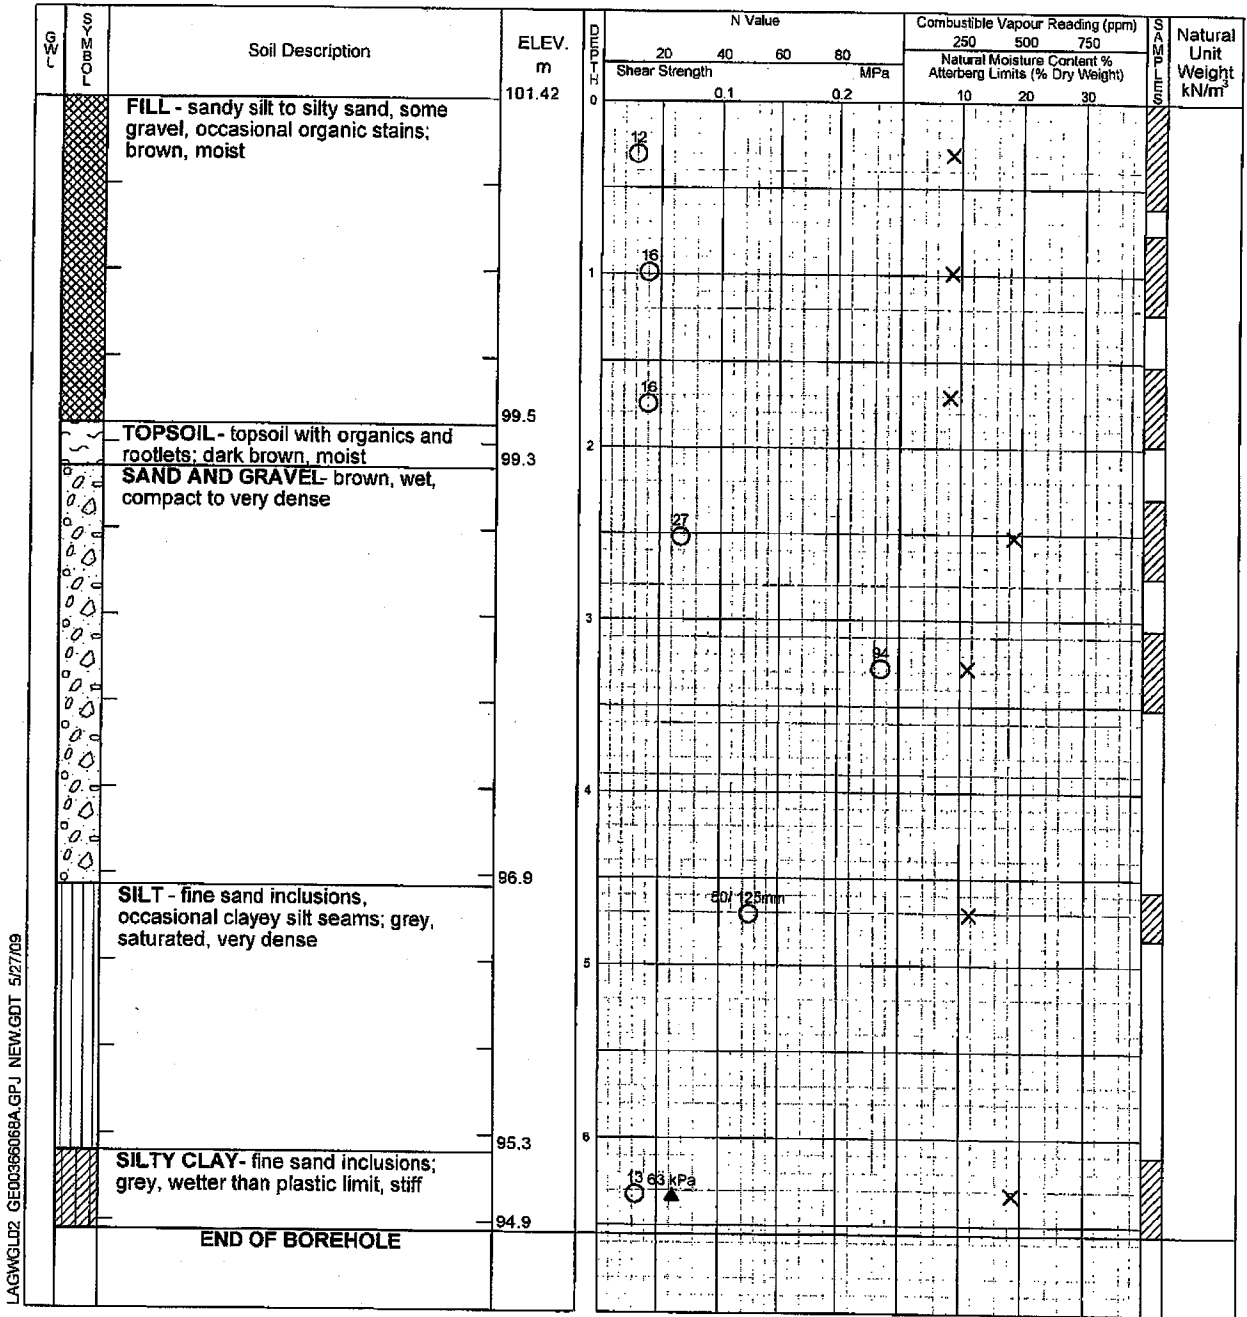 GWL
SYMBOL
Soil Description
ELEV.
m
101.42
DEPTH
0
N Value
20 40 60 80
Shear Strength MPa
0.1 0.2
Combustible Vapour Reading (ppm)
250 500 750
Natural Moisture Content %
Atterberg Limits (% Dry Weight)
10 20 30
SAMPLES
Natural
Unit
Weight
kN/m³
FILL - sandy silt to silty sand, some
gravel, occasional organic stains;
brown, moist
12
16
1
16
99.5
TOPSOIL - topsoil with organics and
rootlets; dark brown, moist
2
99.3
SAND AND GRAVEL- brown, wet,
compact to very dense
27
3
94
4
96.9
SILT - fine sand inclusions,
occasional clayey silt seams; grey,
saturated, very dense
50/ 125mm
5
6
95.3
SILTY CLAY- fine sand inclusions;
grey, wetter than plastic limit, stiff
13 63 kPa
94.9
END OF BOREHOLE
LAGWGL02 GE00366068A.GPJ NEW.GDT 5/27/09